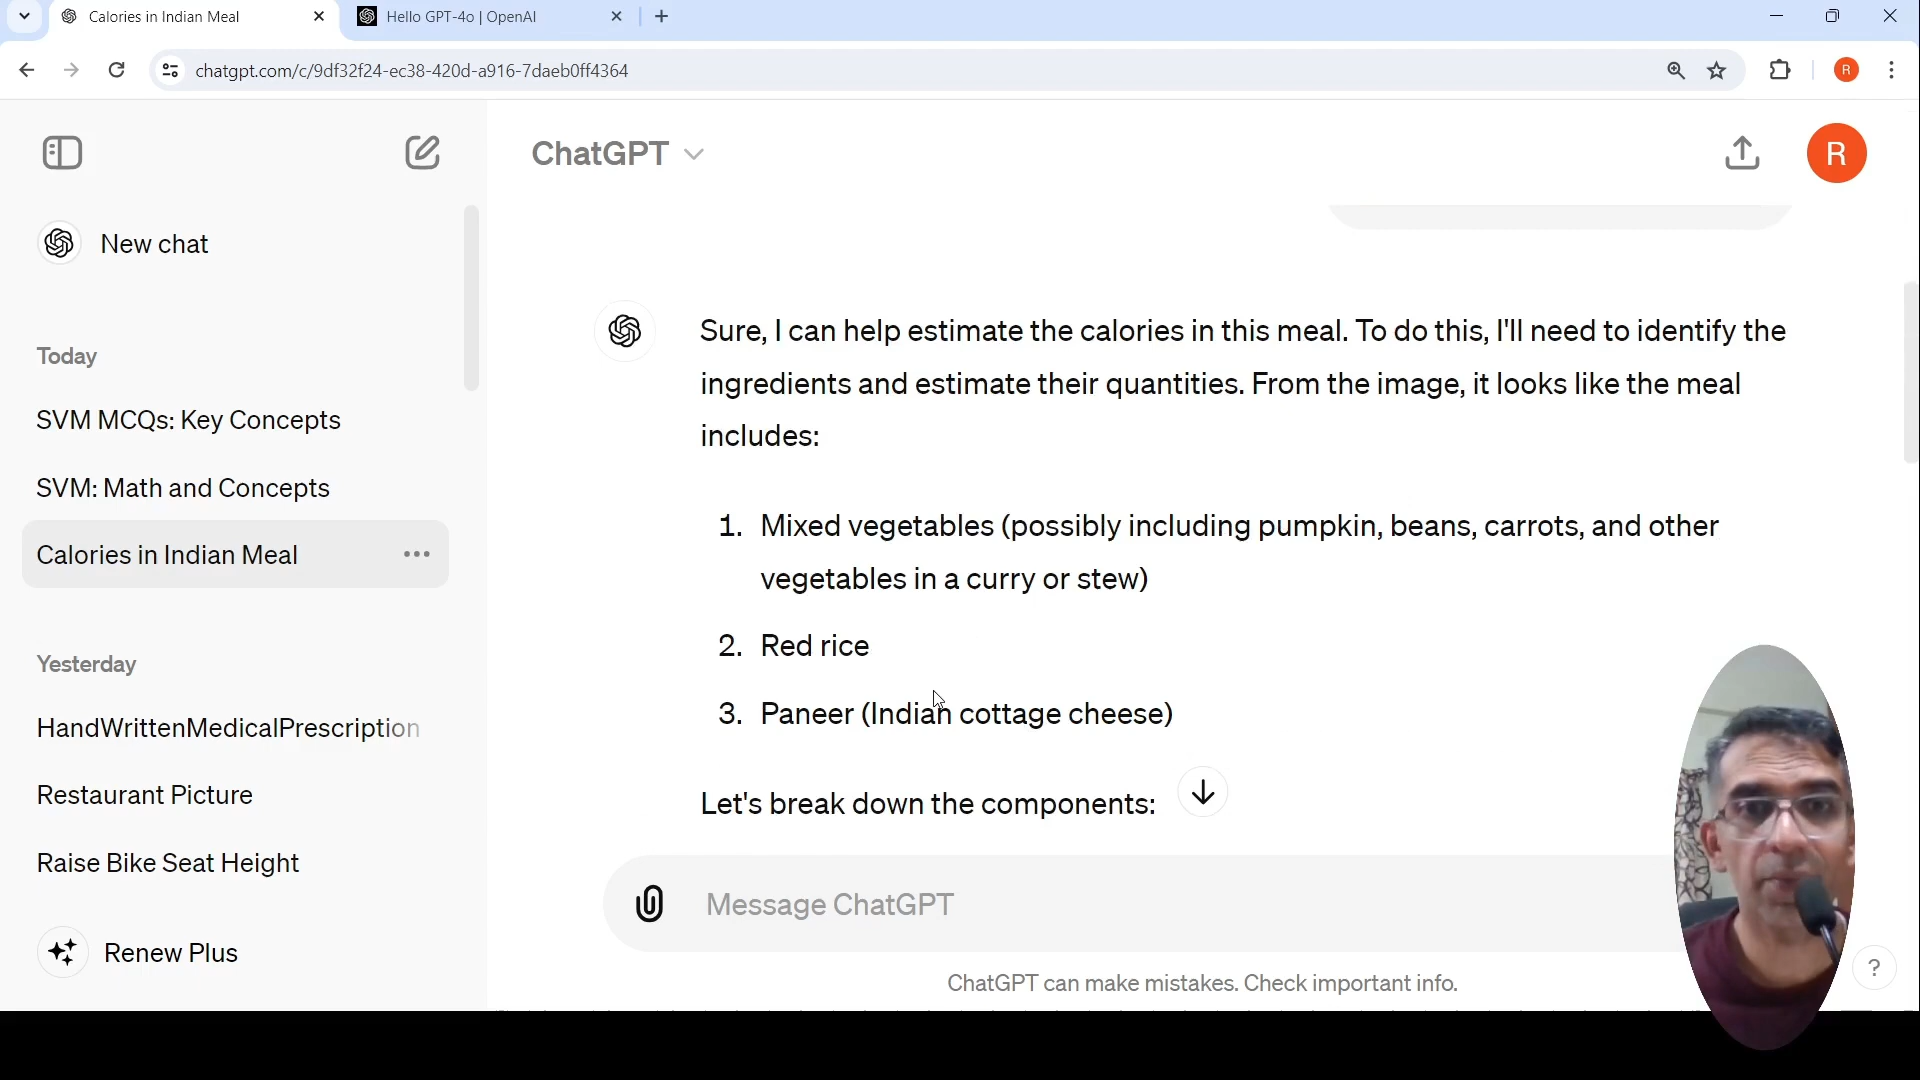 Calories in Indian Meal
Hello GPT-4o | OpenAI
chatgpt.com/c/9df32f24-ec38-420d-a916-7daeb0ff4364
R
ChatGPT
R
New chat
Today
SVM MCQs: Key Concepts
SVM: Math and Concepts
Calories in Indian Meal
Yesterday
HandWrittenMedicalPrescription
Restaurant Picture
Raise Bike Seat Height
Renew Plus
Sure, I can help estimate the calories in this meal. To do this, I'll need to identify the
ingredients and estimate their quantities. From the image, it looks like the meal
includes:
1. Mixed vegetables (possibly including pumpkin, beans, carrots, and other
vegetables in a curry or stew)
2. Red rice
3. Paneer (Indian cottage cheese)
Let's break down the components:
Message ChatGPT
ChatGPT can make mistakes. Check important info.
?